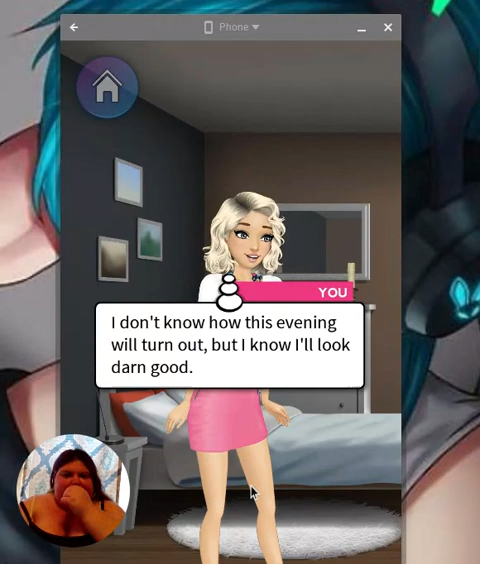 Phone
YOU
I don't know how this evening
will turn out, but I know I'll look
darn good.